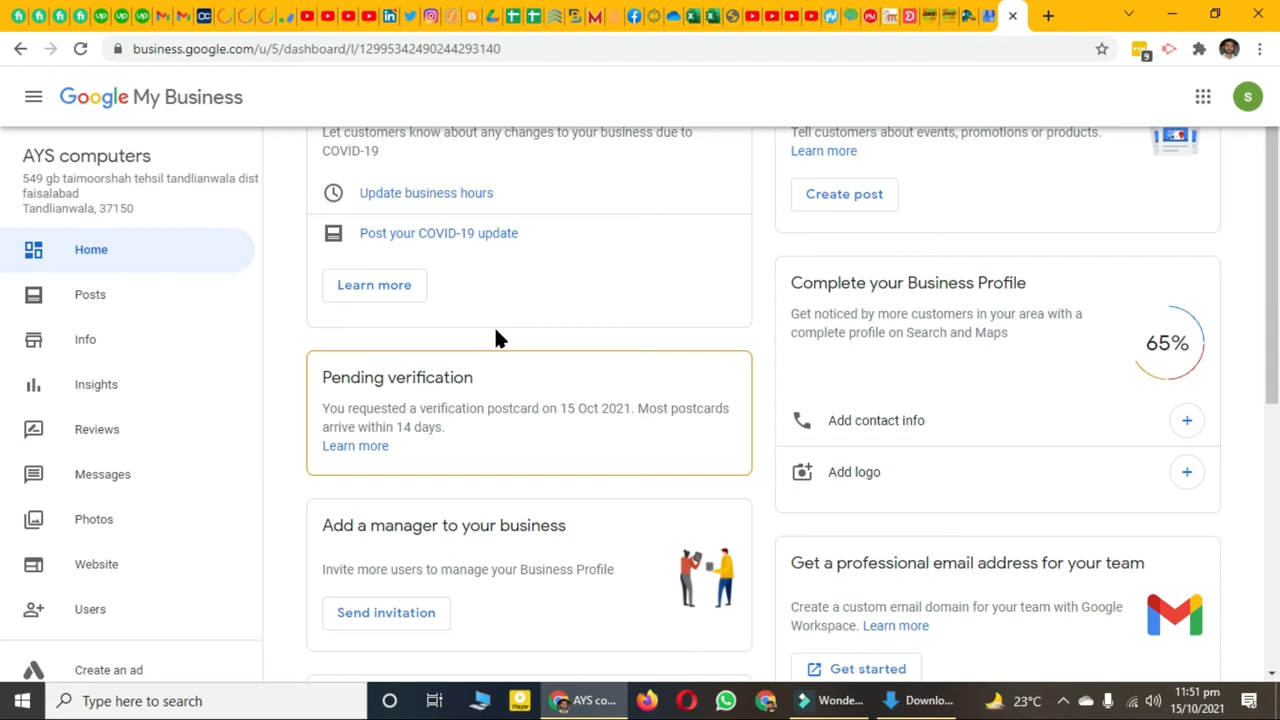 business.google.com/u/5/dashboard/l/12995342490244293140
9
Google My Business
S
AYS computers
549 gb taimoorshah tehsil tandlianwala dist
faisalabad
Tandlianwala, 37150
Home
Posts
Info
Insights
Reviews
Messages
Photos
Website
Users
Create an ad
Let customers know about any changes to your business due to
COVID-19
Update business hours
Post your COVID-19 update
Learn more
Pending verification
You requested a verification postcard on 15 Oct 2021. Most postcards
arrive within 14 days.
Learn more
Add a manager to your business
Invite more users to manage your Business Profile
Send invitation
Tell customers about events, promotions or products.
Learn more
Create post
Complete your Business Profile
Get noticed by more customers in your area with a
complete profile on Search and Maps
65%
Add contact info
Add logo
Get a professional email address for your team
Create a custom email domain for your team with Google
Workspace. Learn more
Get started
Type here to search
AYS co...
Wonde...
Downlo...
23°C
11:51 pm
15/10/2021